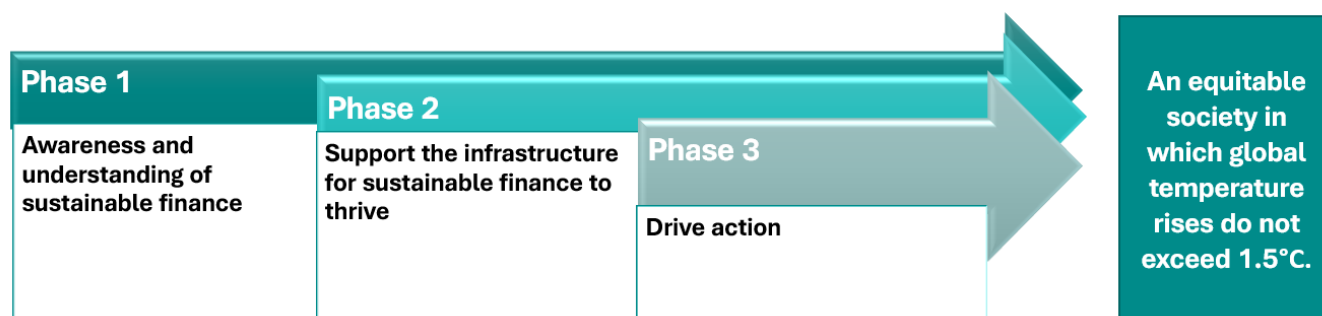 Phase 1
Awareness and
understanding of
sustainable finance
Phase 2
Support the infrastructure
for sustainable finance to
thrive
Phase 3
Drive action
An equitable
society in
which global
temperature
rises do not
exceed 1.5°C.